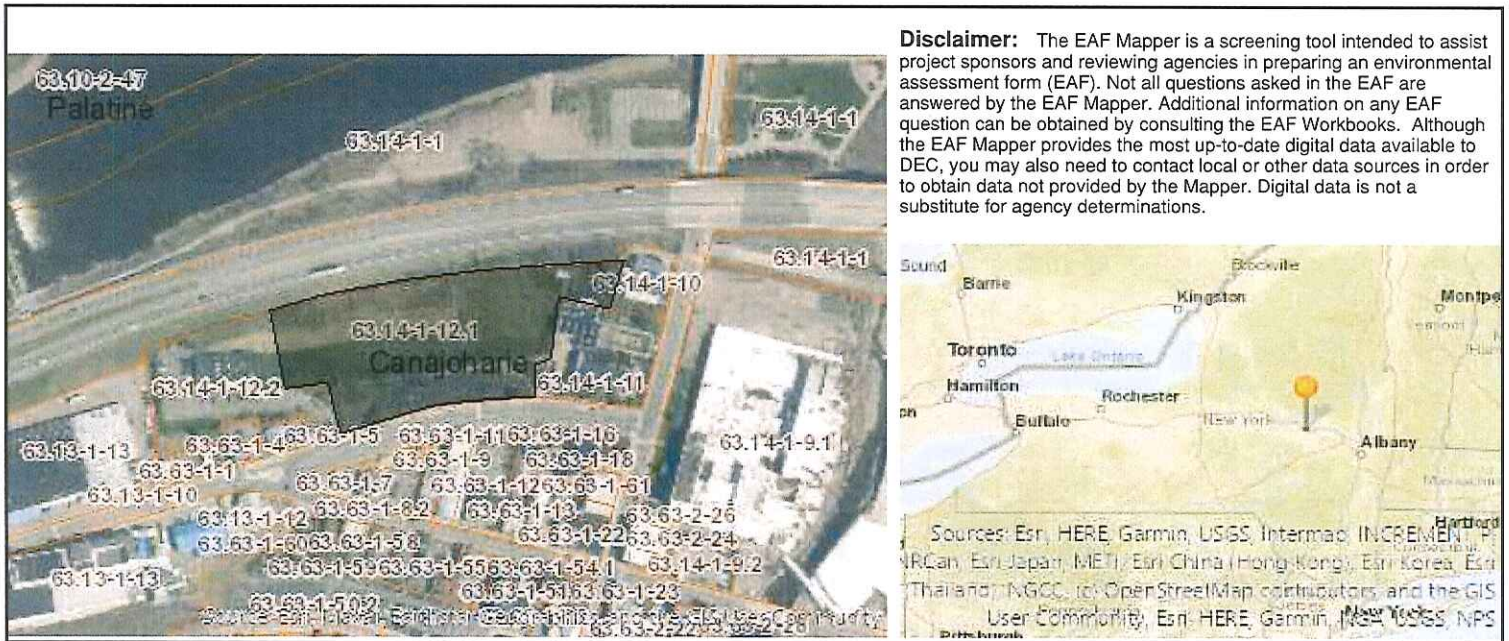 Disclaimer: The EAF Mapper is a screening tool intended to assist
project sponsors and reviewing agencies in preparing an environmental
assessment form (EAF). Not all questions asked in the EAF are
answered by the EAF Mapper. Additional information on any EAF
question can be obtained by consulting the EAF Workbooks. Although
the EAF Mapper provides the most up-to-date digital data available to
DEC, you may also need to contact local or other data sources in order
to obtain data not provided by the Mapper. Digital data is not a
substitute for agency determinations.
63.10-2-47
Palatine
63.14-1-1
63.14-1-1
63.14-1-1
63.14-1-10
63.14-1-12.1
Canajoharie
63.14-1-11
63.14-1-12.2
63.13-1-13
63.63-1-4
63.63-1-5
63.63-1-11
63.63-1-16
63.14-1-9.1
63.63-1-1
63.63-1-9
63.63-1-18
63.13-1-10
63.63-1-7
63.63-1-12
63.63-1-61
63.13-1-12
63.63-1-8.2
63.63-1-13
63.63-2-26
63.63-1-60
63.63-1-58
63.63-1-22
63.63-2-24
63.13-1-13
63.63-1-59
63.63-1-55
63.63-1-54.1
63.14-1-9.2
63.63-1-51
63.63-1-23
Sound
Barrie
Brockville
Kingston
Montpe
Toronto
Lake Ontario
Hamilton
Rochester
Buffalo
New York
Albany
Hartford
Sources: Esri, HERE, Garmin, USGS, Intermap, INCREMENT P,
NRCan, Esri Japan, METI, Esri China (Hong Kong), Esri Korea, Esri
(Thailand), NGCC, (c) OpenStreetMap contributors, and the GIS
User Community, Esri, HERE, Garmin, NGA, USGS, NPS
New York
Pittsburgh